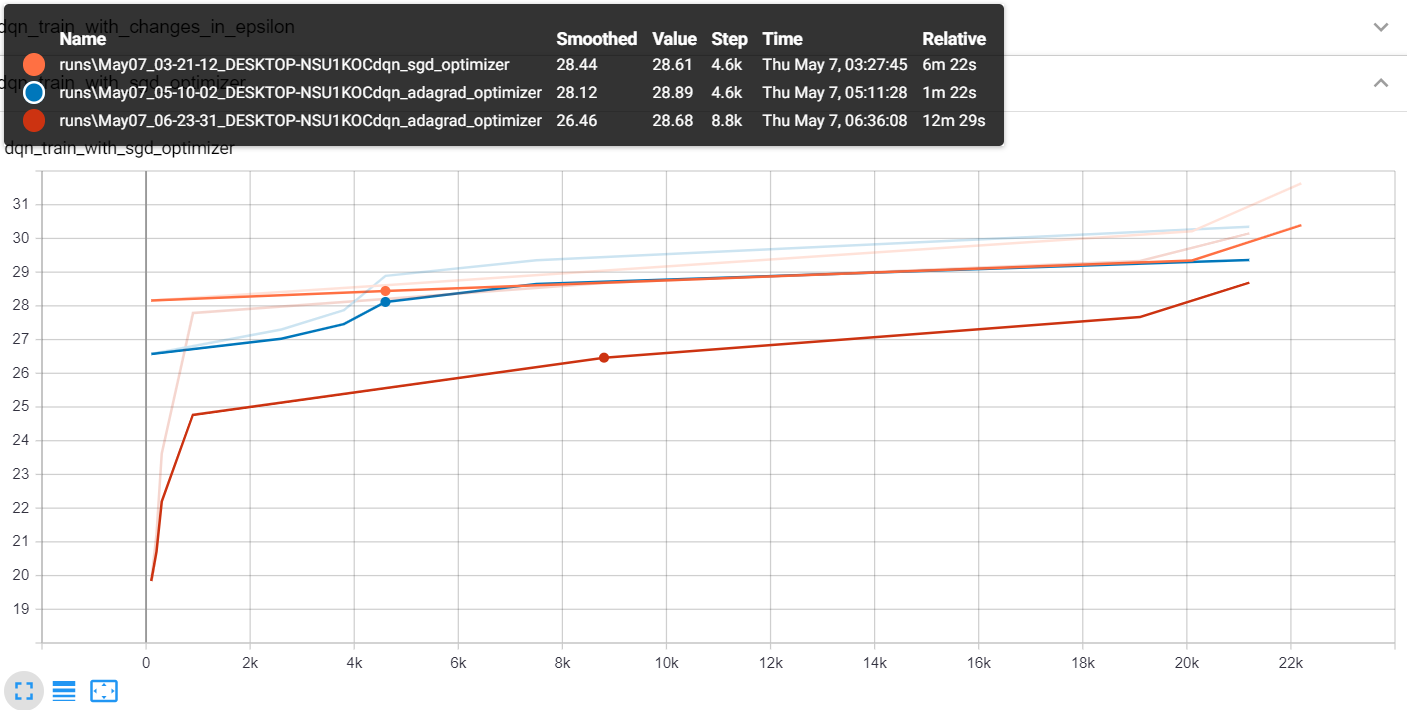 dqn_train_with_changes_in_epsilon
Name Smoothed Value Step Time Relative
runs\May07_03-21-12_DESKTOP-NSU1KOCdqn_sgd_optimizer 28.44 28.61 4.6k Thu May 7, 03:27:45 6m 22s
dqn_train_with_sgd_optimizer
runs\May07_05-10-02_DESKTOP-NSU1KOCdqn_adagrad_optimizer 28.12 28.89 4.6k Thu May 7, 05:11:28 1m 22s
runs\May07_06-23-31_DESKTOP-NSU1KOCdqn_adagrad_optimizer 26.46 28.68 8.8k Thu May 7, 06:36:08 12m 29s
dqn_train_with_sgd_optimizer
31
30
29
28
27
26
25
24
23
22
21
20
19
0 2k 4k 6k 8k 10k 12k 14k 16k 18k 20k 22k